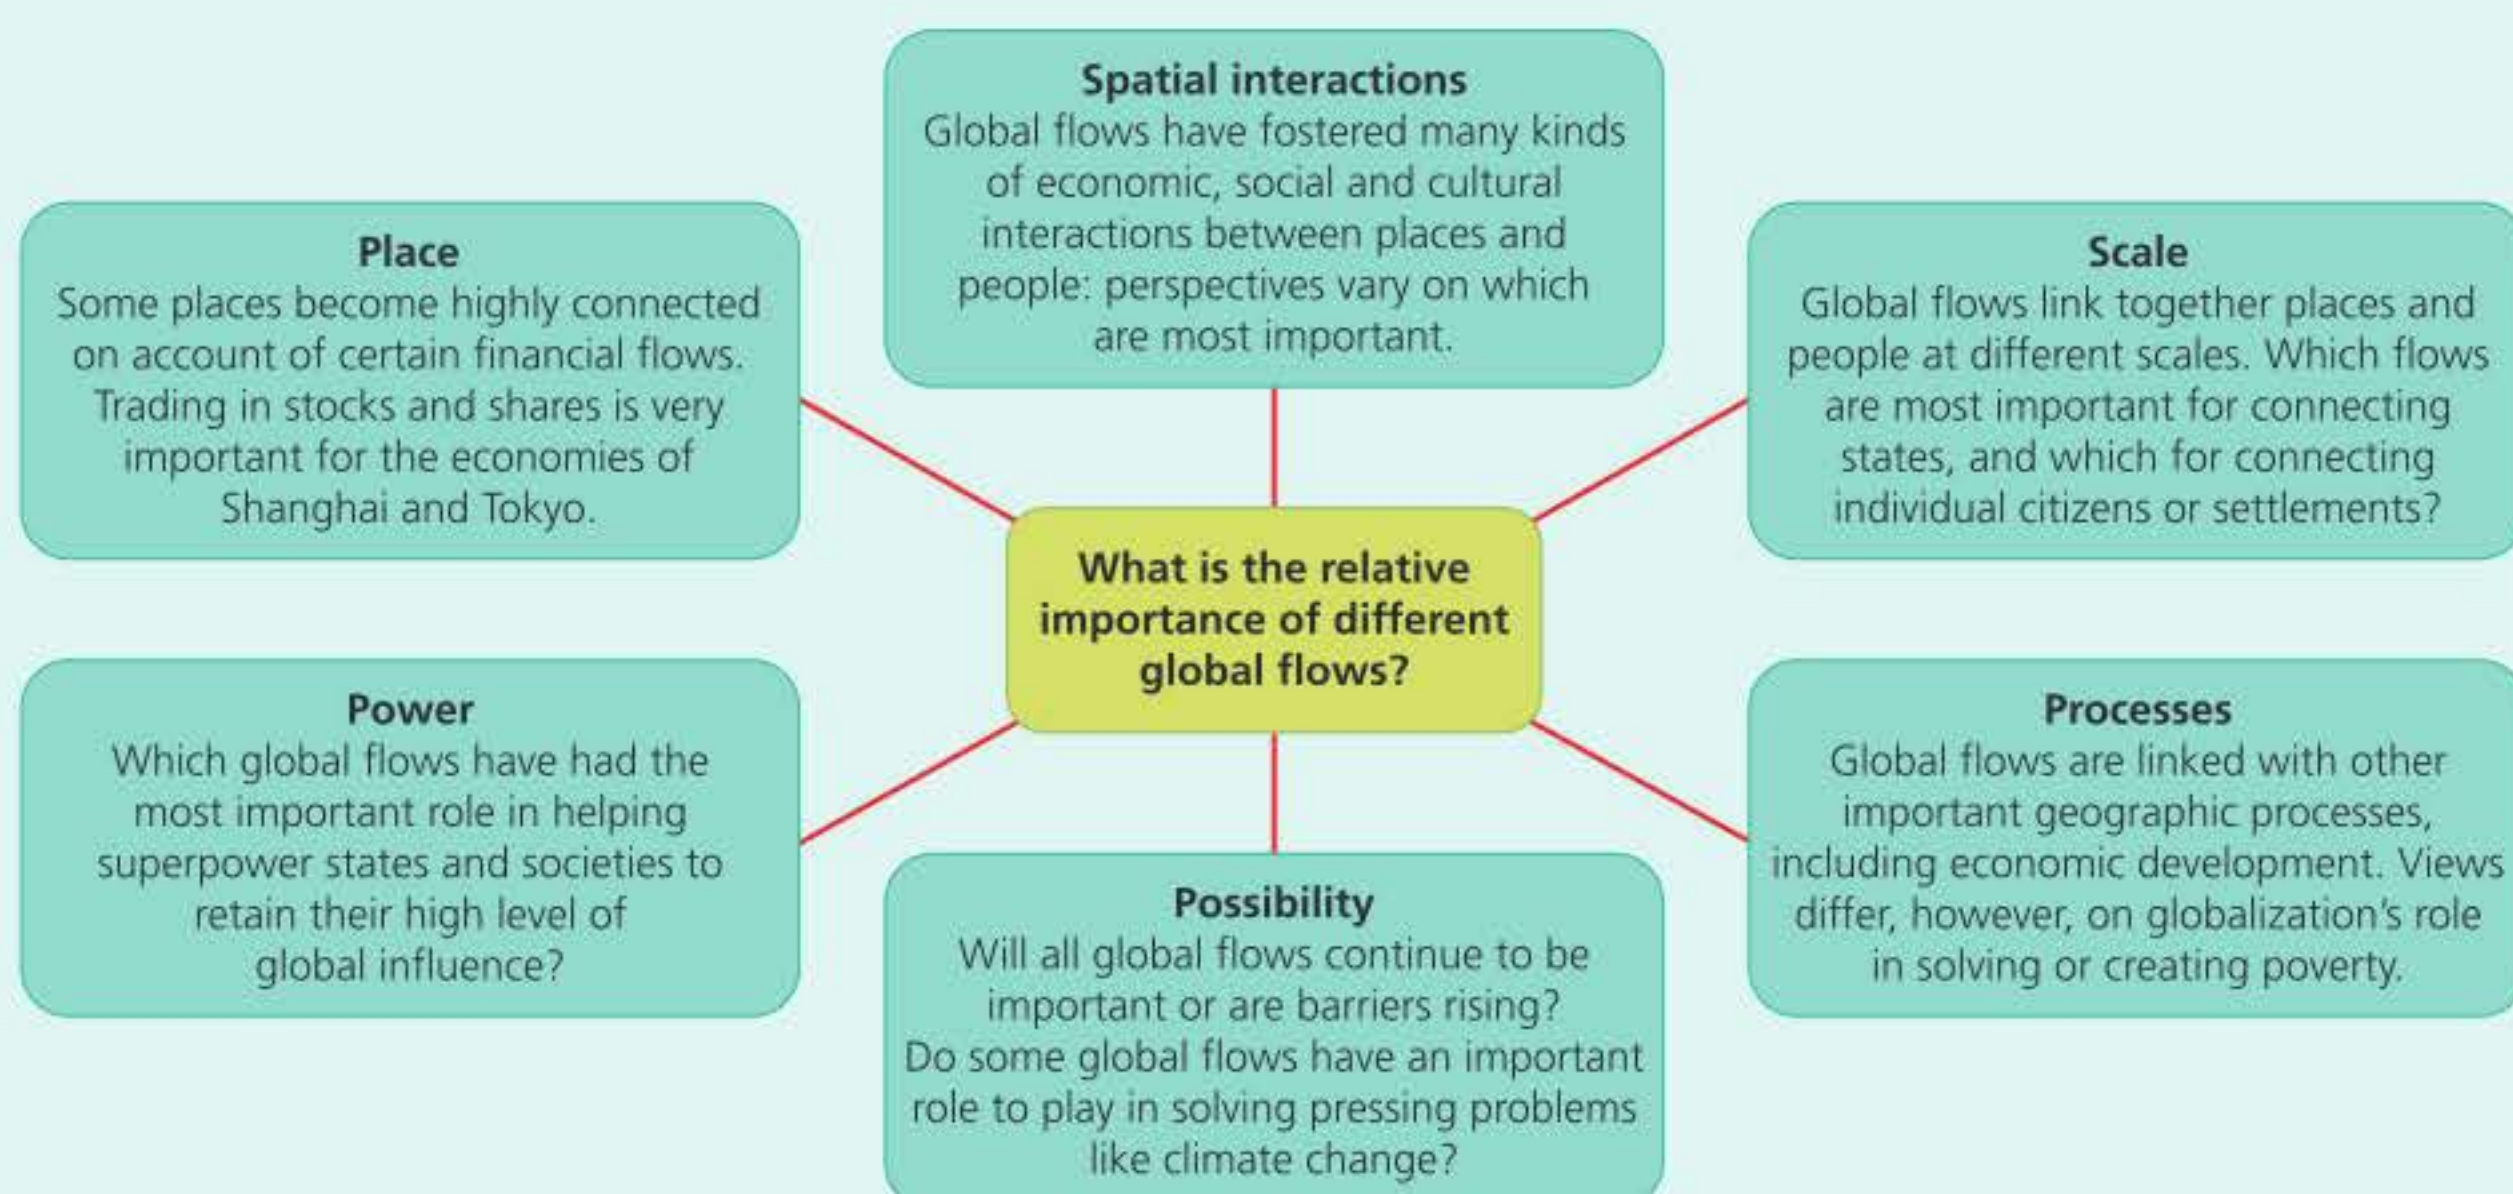 Spatial interactions
Global flows have fostered many kinds
of economic, social and cultural
interactions between places and
people: perspectives vary on which
are most important.
Place
Some places become highly connected
on account of certain financial flows.
Trading in stocks and shares is very
important for the economies of
Shanghai and Tokyo.
Scale
Global flows link together places and
people at different scales. Which flows
are most important for connecting
states, and which for connecting
individual citizens or settlements?
What is the relative
importance of different
global flows?
Power
Which global flows have had the
most important role in helping
superpower states and societies to
retain their high level of
global influence?
Processes
Global flows are linked with other
important geographic processes,
including economic development. Views
differ, however, on globalization's role
in solving or creating poverty.
Possibility
Will all global flows continue to be
important or are barriers rising?
Do some global flows have an important
role to play in solving pressing problems
like climate change?